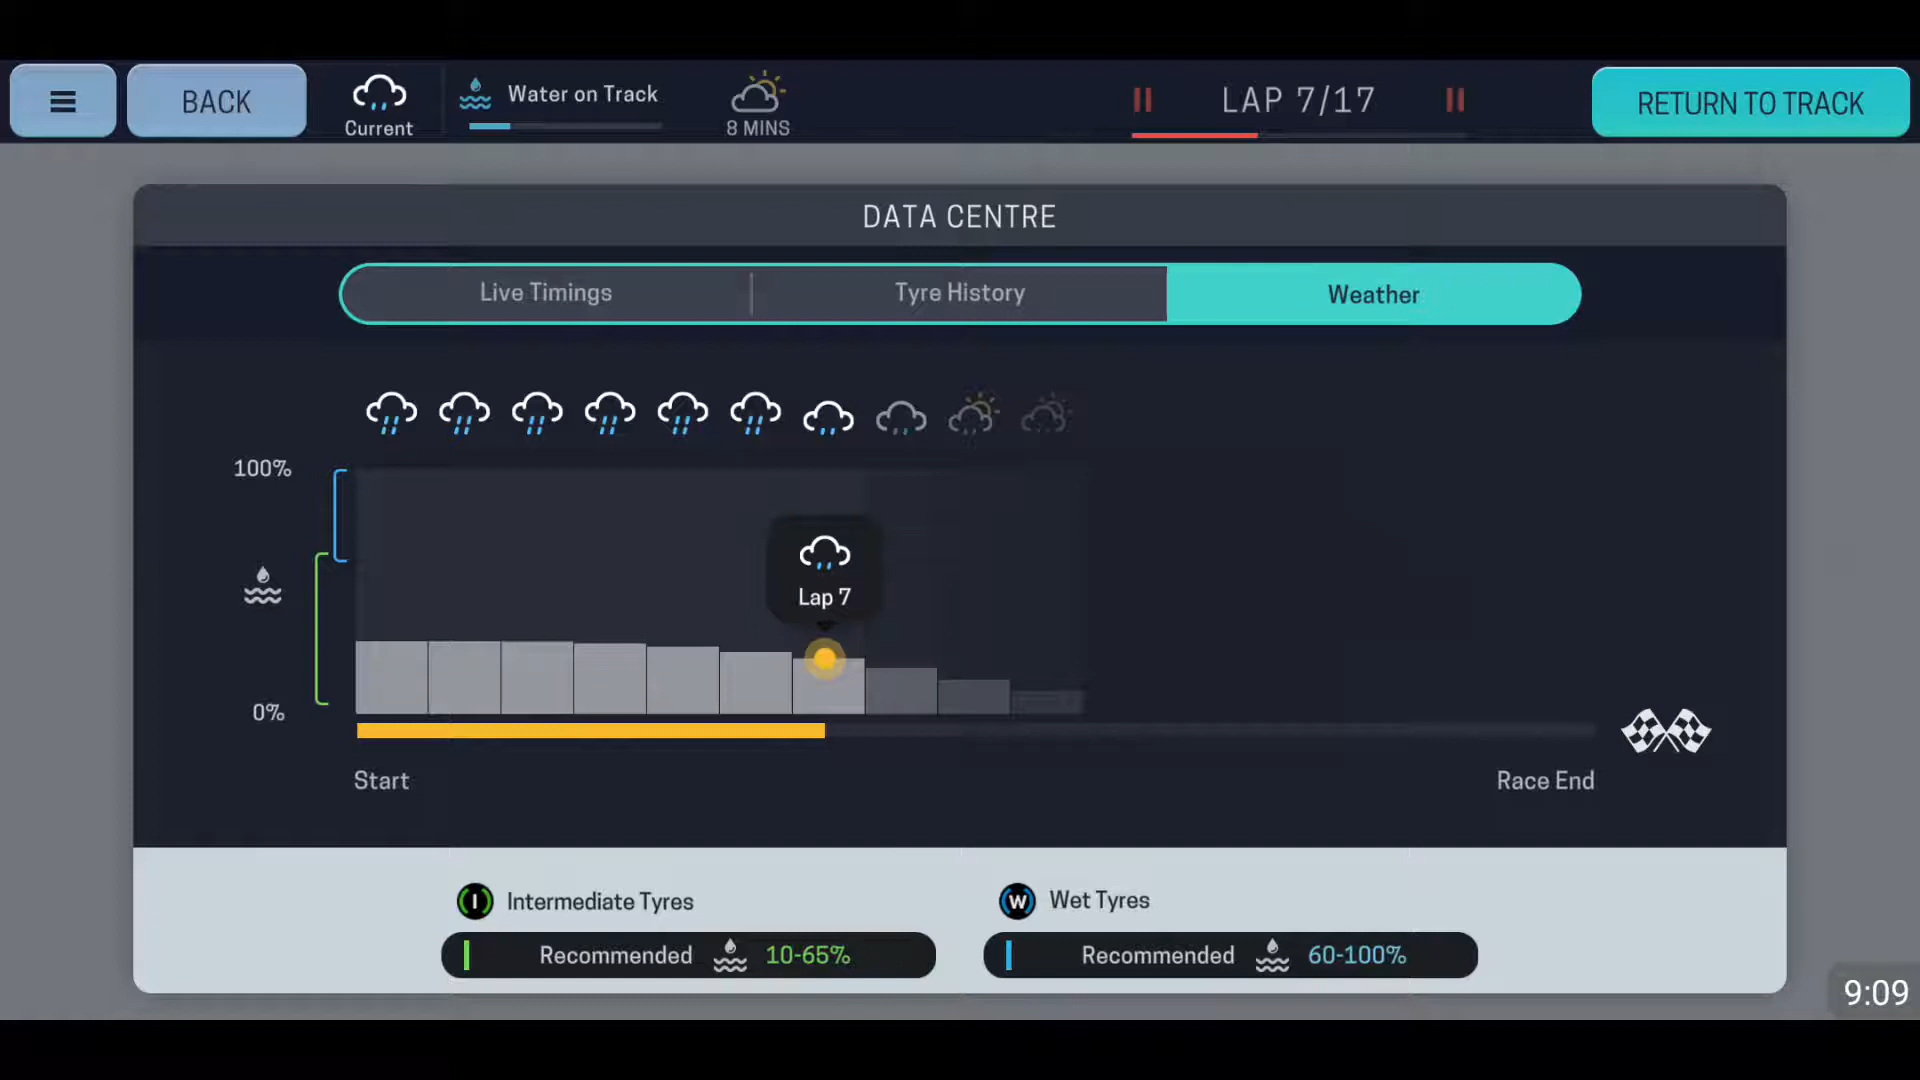 BACK
Current
Water on Track
8 MINS
LAP 7/17
RETURN TO TRACK
DATA CENTRE
Live Timings
Tyre History
Weather
100%
Lap 7
0%
Start
Race End
I Intermediate Tyres
W Wet Tyres
Recommended 10-65%
Recommended 60-100%
9:09